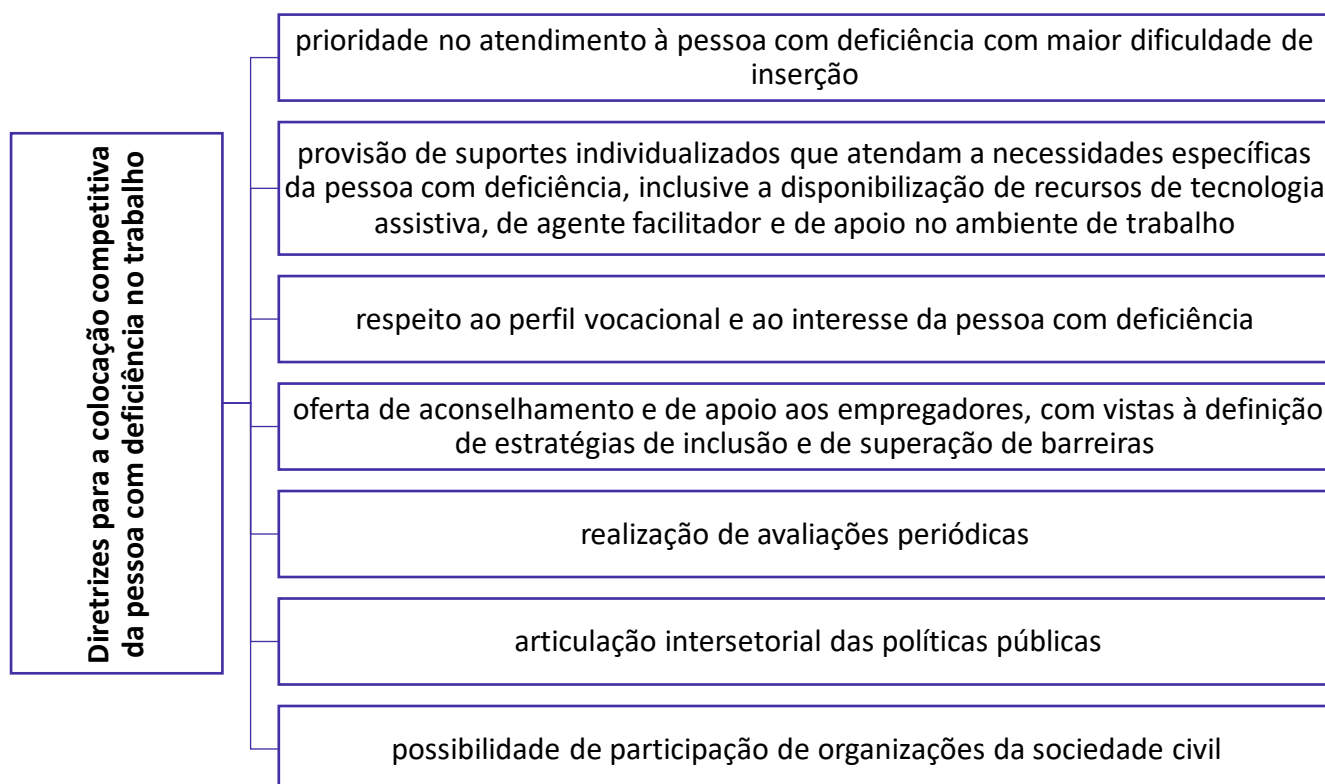 Diretrizes para a colocação competitiva
da pessoa com deficiência no trabalho
prioridade no atendimento à pessoa com deficiência com maior dificuldade de
inserção
provisão de suportes individualizados que atendam a necessidades específicas
da pessoa com deficiência, inclusive a disponibilização de recursos de tecnologia
assistiva, de agente facilitador e de apoio no ambiente de trabalho
respeito ao perfil vocacional e ao interesse da pessoa com deficiência
oferta de aconselhamento e de apoio aos empregadores, com vistas à definição
de estratégias de inclusão e de superação de barreiras
realização de avaliações periódicas
articulação intersetorial das políticas públicas
possibilidade de participação de organizações da sociedade civil